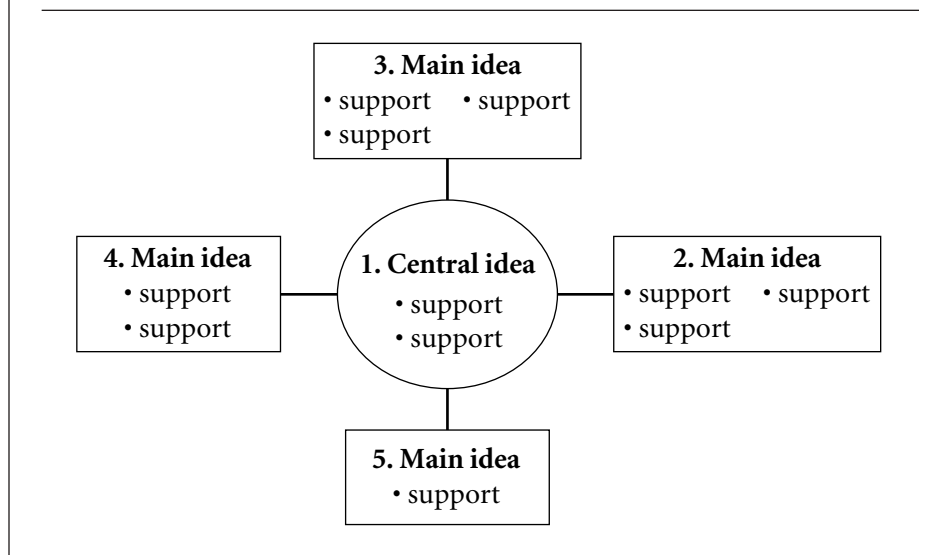 3. Main idea
• support • support
• support
4. Main idea
• support
• support
1. Central idea
• support
• support
2. Main idea
• support • support
• support
5. Main idea
• support